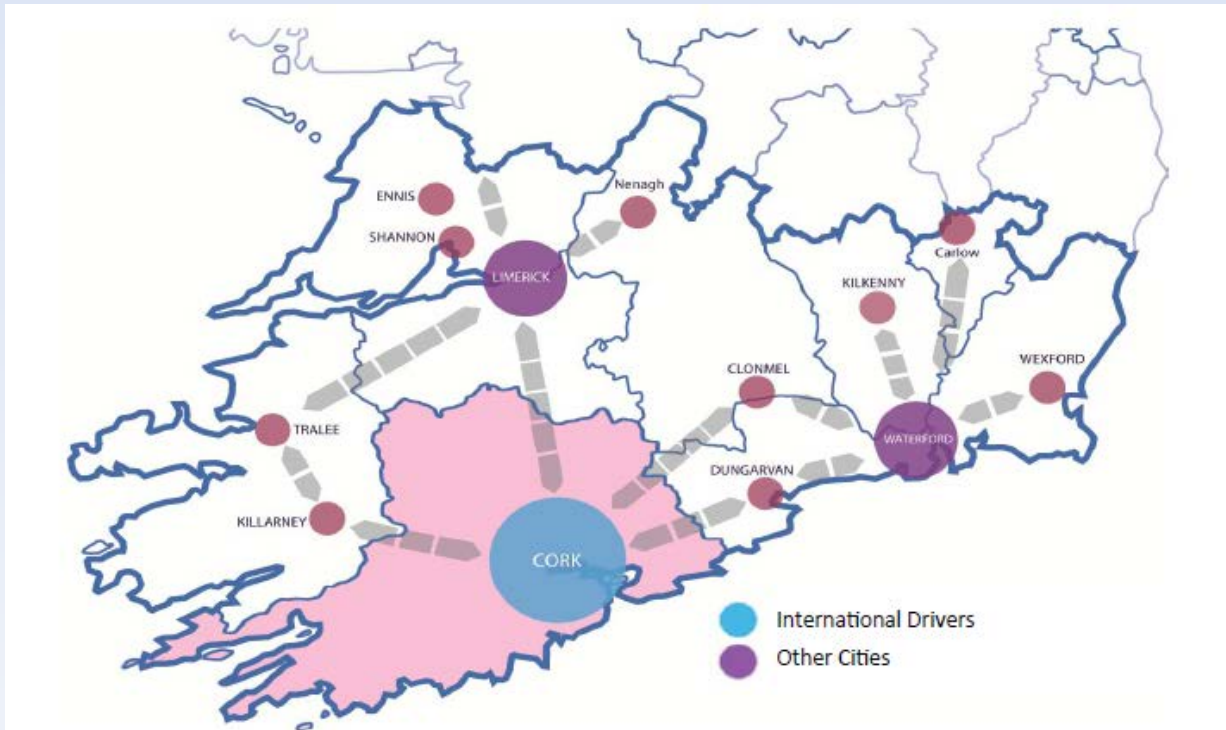 Nenagh
ENNIS
SHANNON
LIMERICK
Carlow
KILKENNY
WEXFORD
CLONMEL
TRALEE
WATERFORD
DUNGARVAN
KILLARNEY
CORK
International Drivers
Other Cities